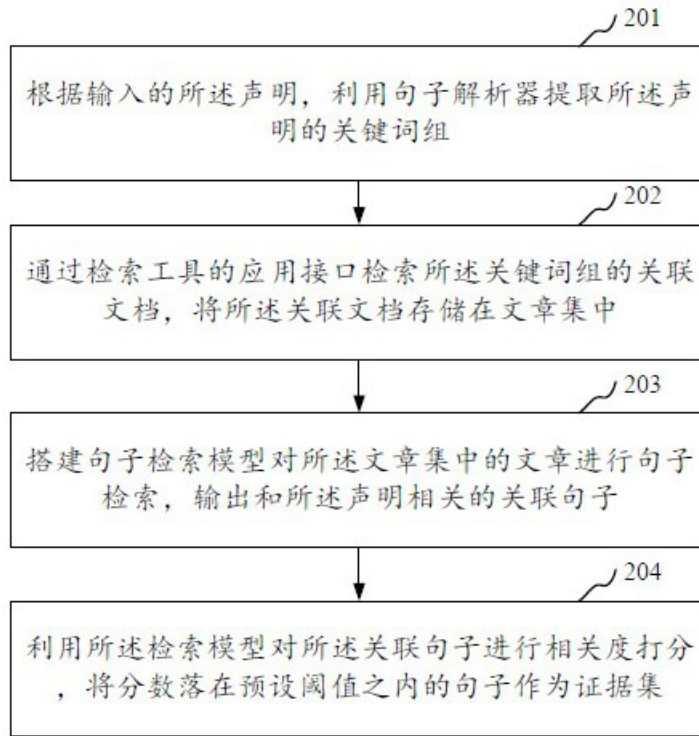 201
根据输入的所述声明，利用句子解析器提取所述声
明的关键词组
202
通过检索工具的应用接口检索所述关键词组的关联
文档，将所述关联文档存储在文章集中
203
搭建句子检索模型对所述文章集中的文章进行句子
检索，输出和所述声明相关的关联句子
204
利用所述检索模型对所述关联句子进行相关度打分
，将分数落在预设阈值之内的句子作为证据集